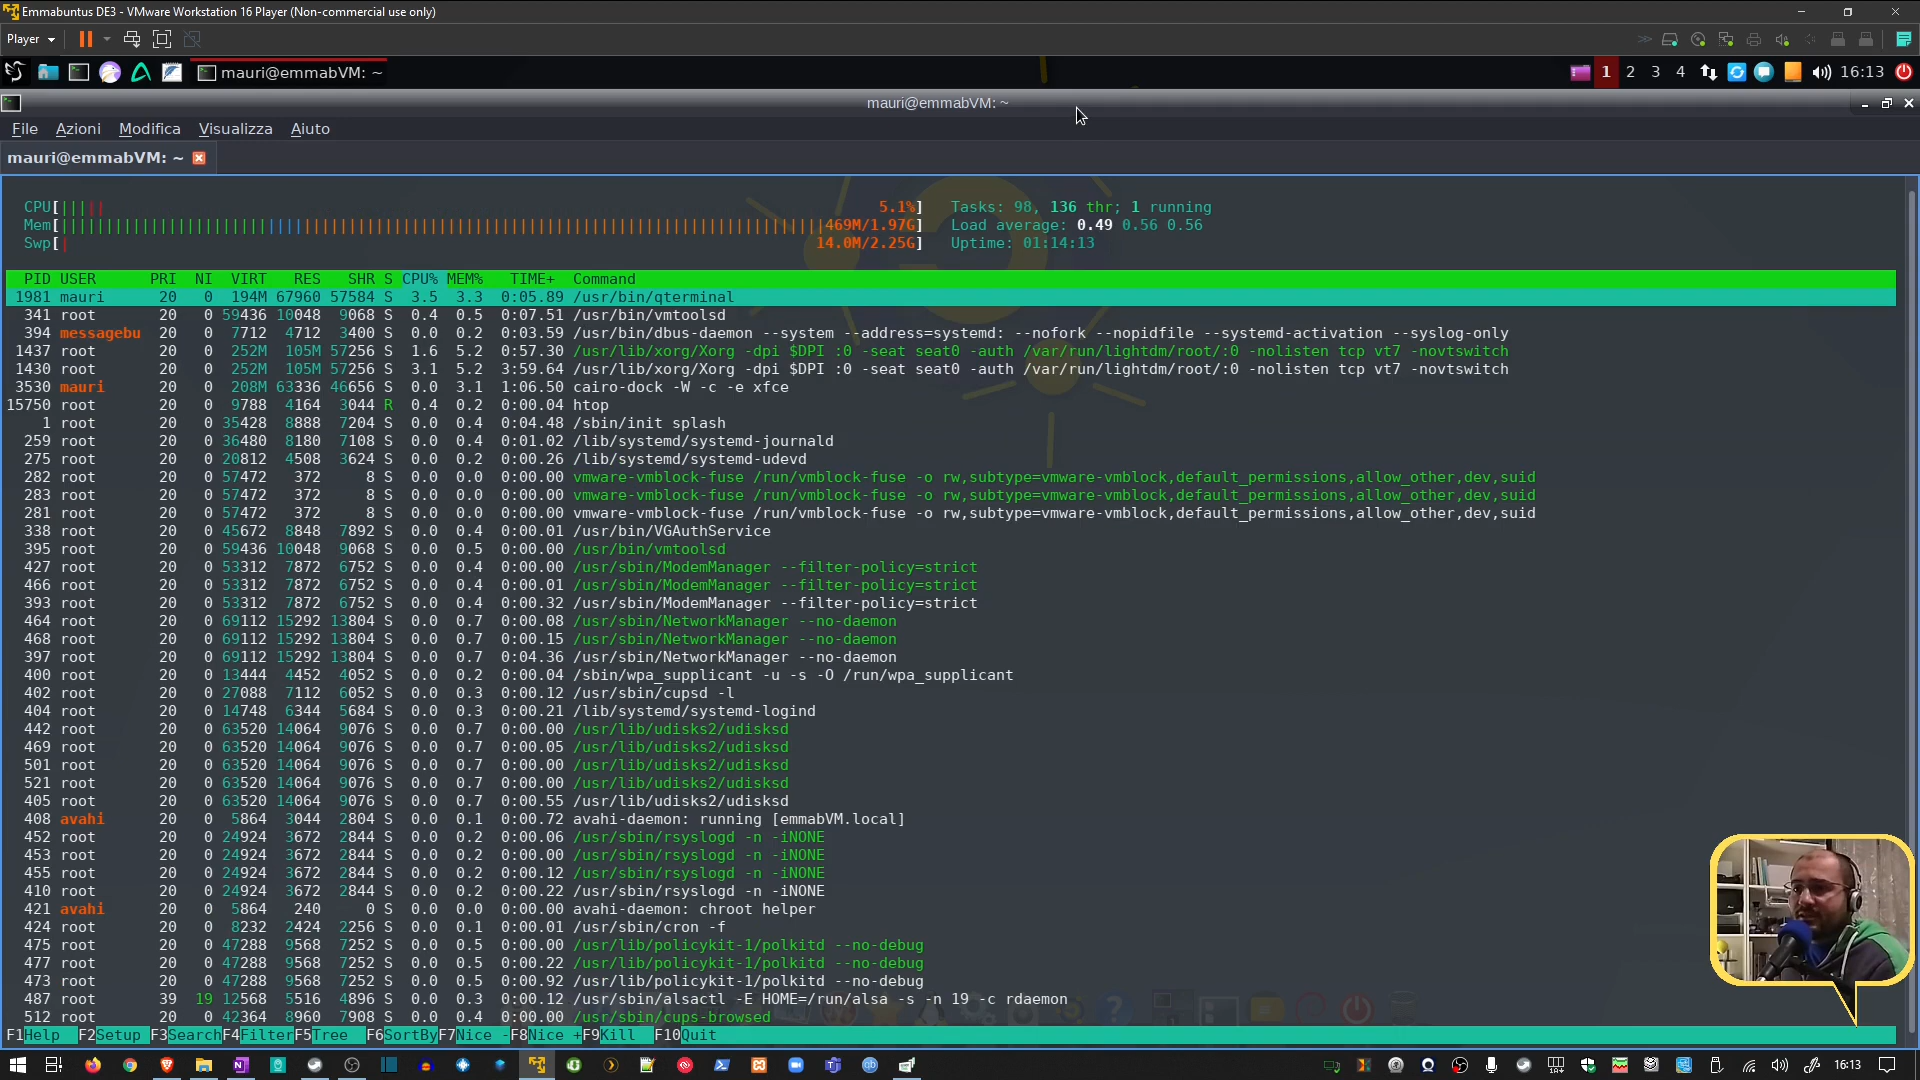 Emmabuntus DE3 - VMware Workstation 16 Player (Non-commercial use only)
Player
mauri@emmabVM: ~
1 2 3 4 16:13
mauri@emmabVM: ~
File Azioni Modifica Visualizza Aiuto
mauri@emmabVM: ~
CPU[||||| 5.1%] Tasks: 98, 136 thr; 1 running
Mem[ 469M/1.97G] Load average: 0.49 0.56 0.56
Swp[| 14.0M/2.25G] Uptime: 01:14:13
PID USER PRI NI VIRT RES SHR S CPU% MEM% TIME+ Command
1981 mauri 20 0 194M 67960 57584 S 3.5 3.3 0:05.89 /usr/bin/qterminal
341 root 20 0 59436 10048 9068 S 0.4 0.5 0:07.51 /usr/bin/vmtoolsd
394 messagebu 20 0 7712 4712 3400 S 0.0 0.2 0:03.59 /usr/bin/dbus-daemon --system --address=systemd: --nofork --nopidfile --systemd-activation --syslog-only
1437 root 20 0 252M 105M 57256 S 1.6 5.2 0:57.30 /usr/lib/xorg/Xorg -dpi $DPI :0 -seat seat0 -auth /var/run/lightdm/root/:0 -nolisten tcp vt7 -novtswitch
1430 root 20 0 252M 105M 57256 S 3.1 5.2 3:59.64 /usr/lib/xorg/Xorg -dpi $DPI :0 -seat seat0 -auth /var/run/lightdm/root/:0 -nolisten tcp vt7 -novtswitch
3530 mauri 20 0 208M 63336 46656 S 0.0 3.1 1:06.50 cairo-dock -W -c -e xfce
15750 root 20 0 9788 4164 3044 R 0.4 0.2 0:00.04 htop
1 root 20 0 35428 8888 7204 S 0.0 0.4 0:04.48 /sbin/init splash
259 root 20 0 36480 8180 7108 S 0.0 0.4 0:01.02 /lib/systemd/systemd-journald
275 root 20 0 20812 4508 3624 S 0.0 0.2 0:00.26 /lib/systemd/systemd-udevd
282 root 20 0 57472 372 8 S 0.0 0.0 0:00.00 vmware-vmblock-fuse /run/vmblock-fuse -o rw,subtype=vmware-vmblock,default_permissions,allow_other,dev,suid
283 root 20 0 57472 372 8 S 0.0 0.0 0:00.00 vmware-vmblock-fuse /run/vmblock-fuse -o rw,subtype=vmware-vmblock,default_permissions,allow_other,dev,suid
281 root 20 0 57472 372 8 S 0.0 0.0 0:00.00 vmware-vmblock-fuse /run/vmblock-fuse -o rw,subtype=vmware-vmblock,default_permissions,allow_other,dev,suid
338 root 20 0 45672 8848 7892 S 0.0 0.4 0:00.01 /usr/bin/VGAuthService
395 root 20 0 59436 10048 9068 S 0.0 0.5 0:00.00 /usr/bin/vmtoolsd
427 root 20 0 53312 7872 6752 S 0.0 0.4 0:00.00 /usr/sbin/ModemManager --filter-policy=strict
466 root 20 0 53312 7872 6752 S 0.0 0.4 0:00.01 /usr/sbin/ModemManager --filter-policy=strict
393 root 20 0 53312 7872 6752 S 0.0 0.4 0:00.32 /usr/sbin/ModemManager --filter-policy=strict
464 root 20 0 69112 15292 13804 S 0.0 0.7 0:00.08 /usr/sbin/NetworkManager --no-daemon
468 root 20 0 69112 15292 13804 S 0.0 0.7 0:00.15 /usr/sbin/NetworkManager --no-daemon
397 root 20 0 69112 15292 13804 S 0.0 0.7 0:04.36 /usr/sbin/NetworkManager --no-daemon
400 root 20 0 13444 4452 4052 S 0.0 0.2 0:00.04 /sbin/wpa_supplicant -u -s -O /run/wpa_supplicant
402 root 20 0 27088 7112 6052 S 0.0 0.3 0:00.12 /usr/sbin/cupsd -l
404 root 20 0 14748 6344 5684 S 0.0 0.3 0:00.21 /lib/systemd/systemd-logind
442 root 20 0 63520 14064 9076 S 0.0 0.7 0:00.00 /usr/lib/udisks2/udisksd
469 root 20 0 63520 14064 9076 S 0.0 0.7 0:00.05 /usr/lib/udisks2/udisksd
501 root 20 0 63520 14064 9076 S 0.0 0.7 0:00.00 /usr/lib/udisks2/udisksd
521 root 20 0 63520 14064 9076 S 0.0 0.7 0:00.00 /usr/lib/udisks2/udisksd
405 root 20 0 63520 14064 9076 S 0.0 0.7 0:00.55 /usr/lib/udisks2/udisksd
408 avahi 20 0 5864 3044 2804 S 0.0 0.1 0:00.72 avahi-daemon: running [emmabVM.local]
452 root 20 0 24924 3672 2844 S 0.0 0.2 0:00.06 /usr/sbin/rsyslogd -n -iNONE
453 root 20 0 24924 3672 2844 S 0.0 0.2 0:00.00 /usr/sbin/rsyslogd -n -iNONE
455 root 20 0 24924 3672 2844 S 0.0 0.2 0:00.12 /usr/sbin/rsyslogd -n -iNONE
410 root 20 0 24924 3672 2844 S 0.0 0.2 0:00.22 /usr/sbin/rsyslogd -n -iNONE
421 avahi 20 0 5864 240 0 S 0.0 0.0 0:00.00 avahi-daemon: chroot helper
424 root 20 0 8232 2424 2256 S 0.0 0.1 0:00.01 /usr/sbin/cron -f
475 root 20 0 47288 9568 7252 S 0.0 0.5 0:00.00 /usr/lib/policykit-1/polkitd --no-debug
477 root 20 0 47288 9568 7252 S 0.0 0.5 0:00.22 /usr/lib/policykit-1/polkitd --no-debug
473 root 20 0 47288 9568 7252 S 0.0 0.5 0:00.92 /usr/lib/policykit-1/polkitd --no-debug
487 root 39 19 12568 5516 4896 S 0.0 0.3 0:00.12 /usr/sbin/alsactl -E HOME=/run/alsa -s -n 19 -c rdaemon
512 root 20 0 42364 8960 7908 S 0.0 0.4 0:00.00 /usr/sbin/cups-browsed
F1Help F2Setup F3SearchF4FilterF5Tree F6SortByF7Nice -F8Nice +F9Kill F10Quit
16:13